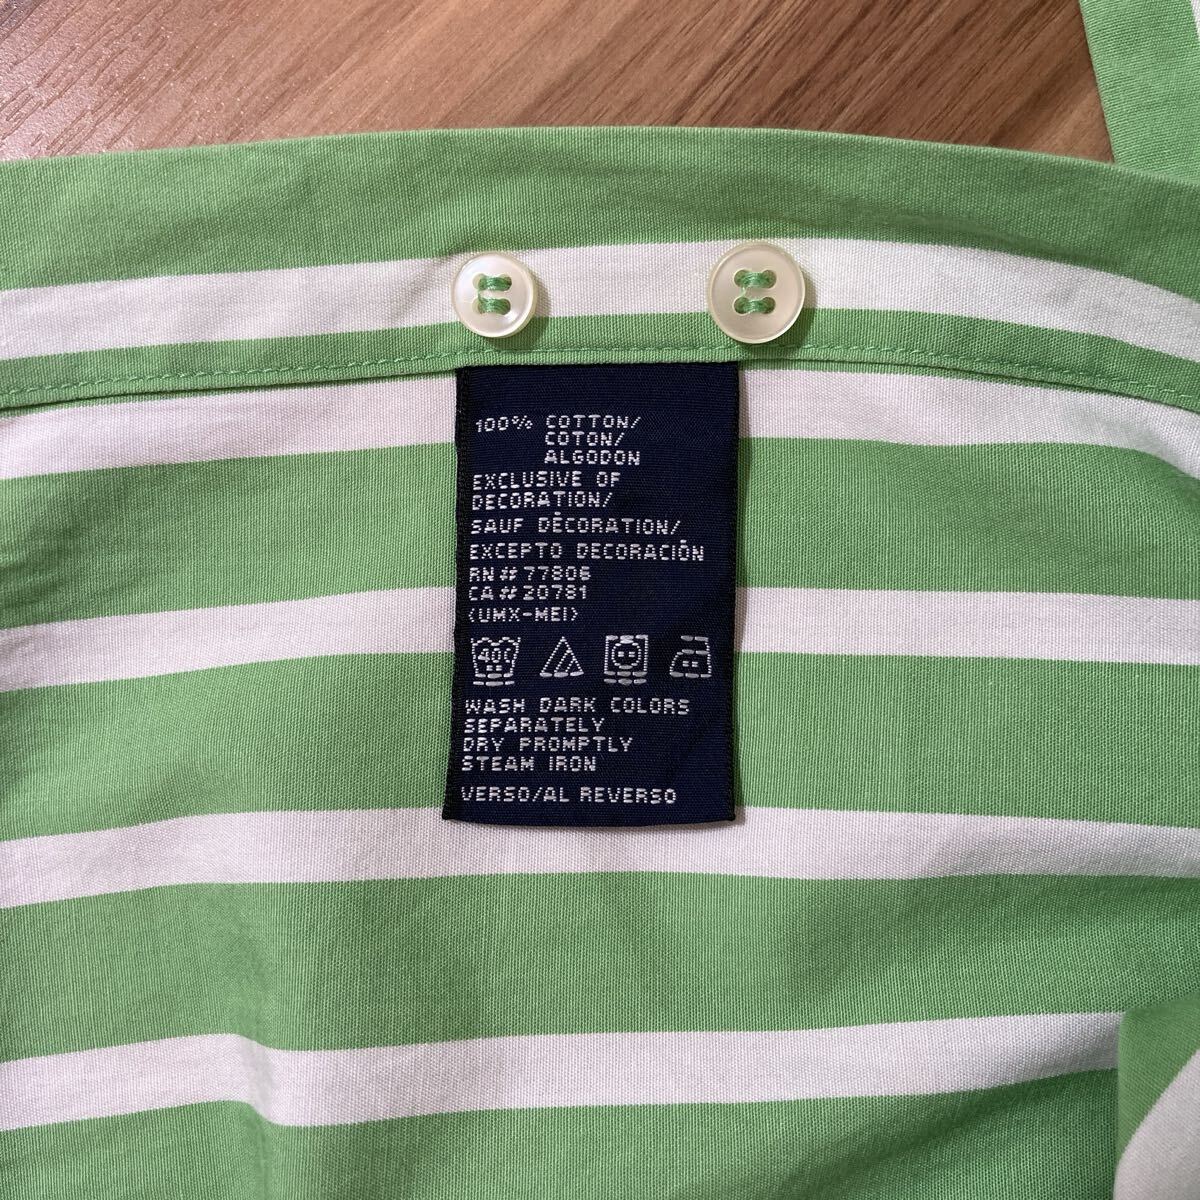 100% COTTON/
COTON/
ALGODON
EXCLUSIVE OF
DECORATION/
SAUF DÉCORATION/
EXCEPTO DECORACIÓN
RN# 77806
CA# 20781
(UMX-MEI)
40C
WASH DARK COLORS
SEPARATELY
DRY PROMPTLY
STEAM IRON
VERSO/AL REVERSO